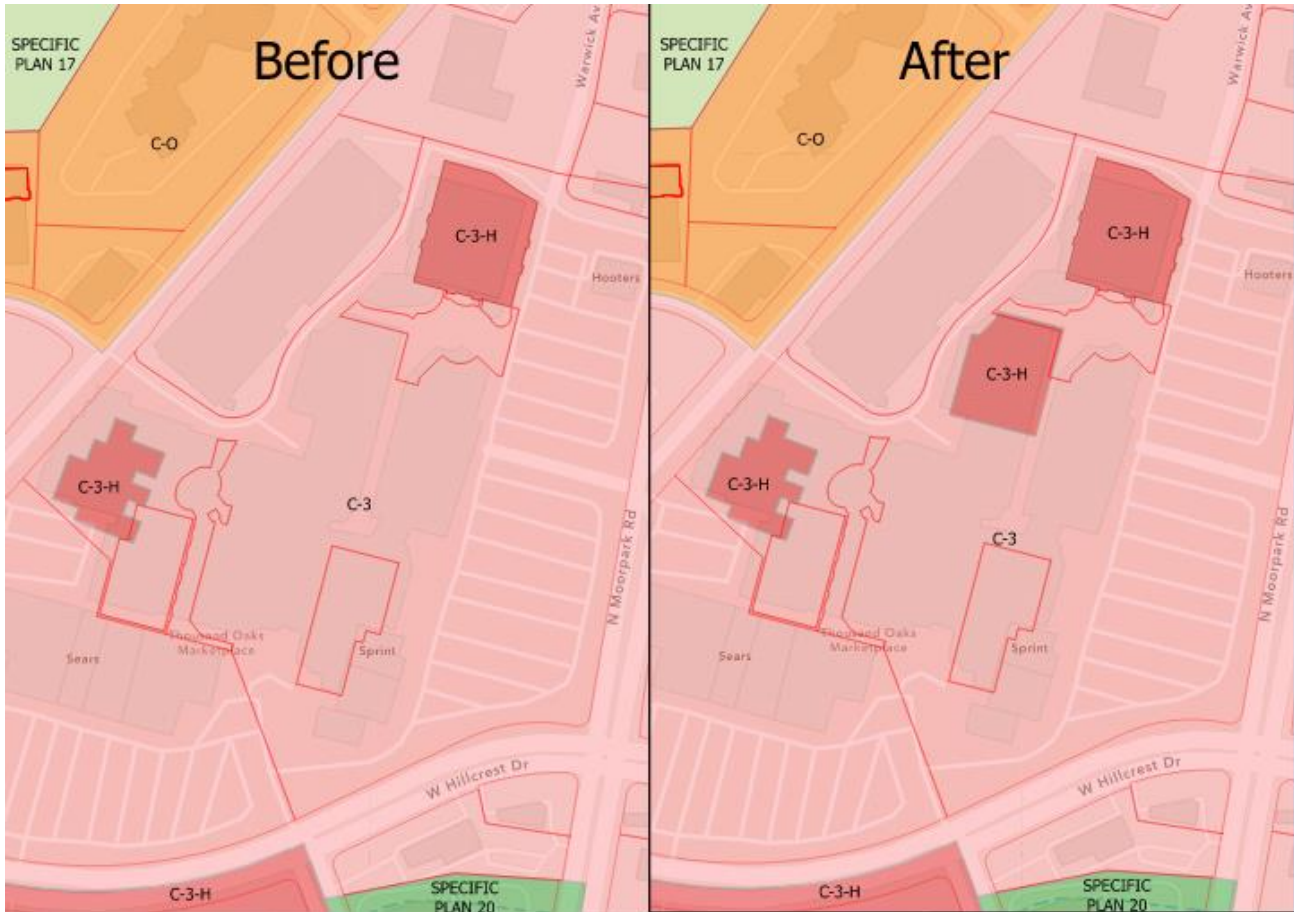 SPECIFIC
PLAN 17
Before
Warwick Av
C-O
C-3-H
Hooters
C-3-H
C-3
N Moorpark Rd
Thousand Oaks
Marketplace
Sears
Sprint
W Hillcrest Dr
C-3-H
SPECIFIC
PLAN 20
SPECIFIC
PLAN 17
After
Warwick Av
C-O
C-3-H
Hooters
C-3-H
C-3-H
C-3
N Moorpark Rd
Thousand Oaks
Marketplace
Sears
Sprint
W Hillcrest Dr
C-3-H
SPECIFIC
PLAN 20